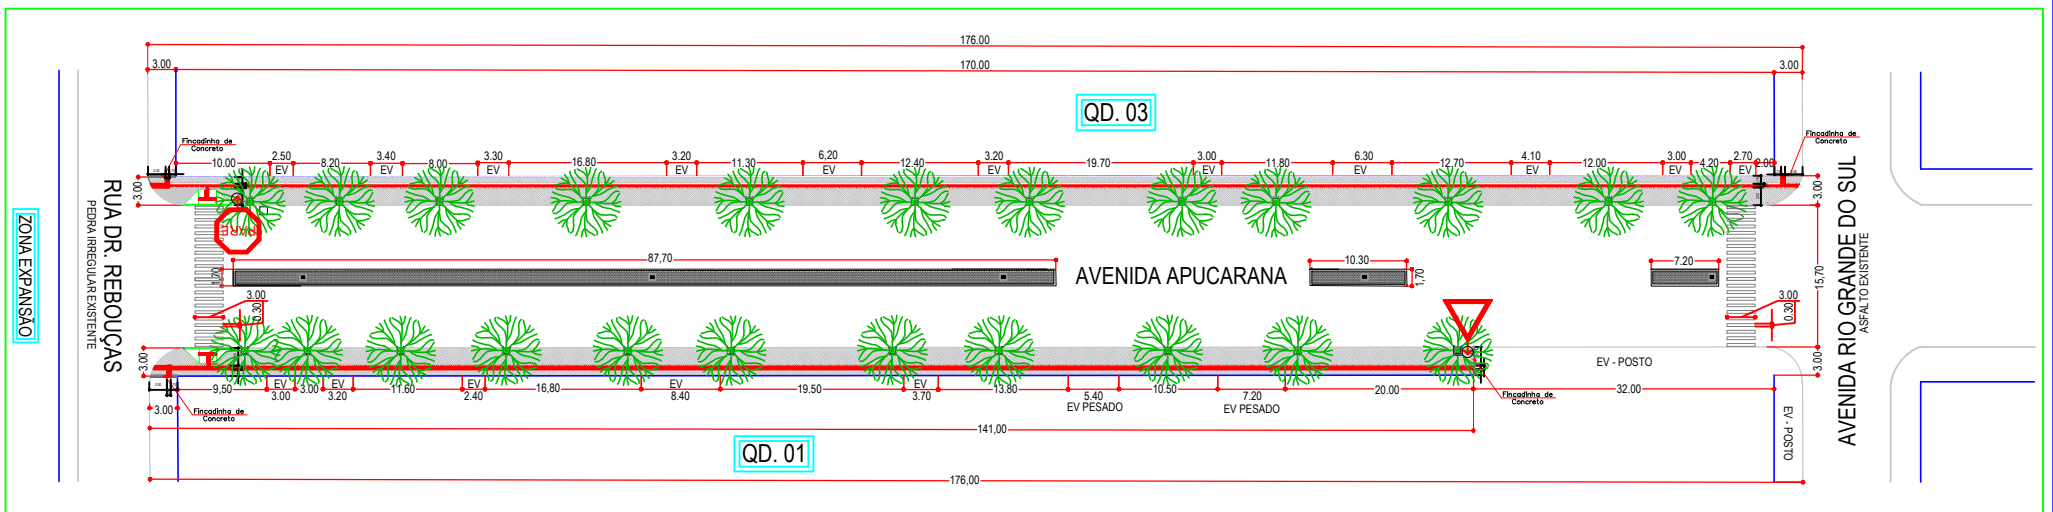 176.00
3.00
170.00
3.00
QD. 03
Fincadinha de
Concreto
Fincadinha de
Concreto
10.00
2.50
8.20
3.40
8.00
3.30
16.80
3.20
11.30
6,20
12.40
3.20
19.70
3.00
11.80
6.30
12.70
4.10
12.00
3.00
4.20
2.70
2.00
EV
EV
EV
EV
EV
EV
EV
EV
EV
EV
EV
3.00
3.00
PARE
ZONA EXPANSÃO
RUA DR. REBOUÇAS
PEDRA IRREGULAR EXISTENTE
87,70
1,70
AVENIDA APUCARANA
10.30
1,70
7.20
15,70
AVENIDA RIO GRANDE DO SUL
ASFALTO EXISTENTE
3.00
0.30
3.00
0.30
3.00
3.00
EV - POSTO
9,50
EV
3.00
3.00
EV
3.20
11.60
EV
2.40
16,80
EV
8.40
19.50
EV
3.70
13.80
5.40
EV PESADO
10.50
7.20
EV PESADO
20.00
32.00
Fincadinha de
Concreto
Fincadinha de
Concreto
EV - POSTO
3.00
141,00
QD. 01
176,00